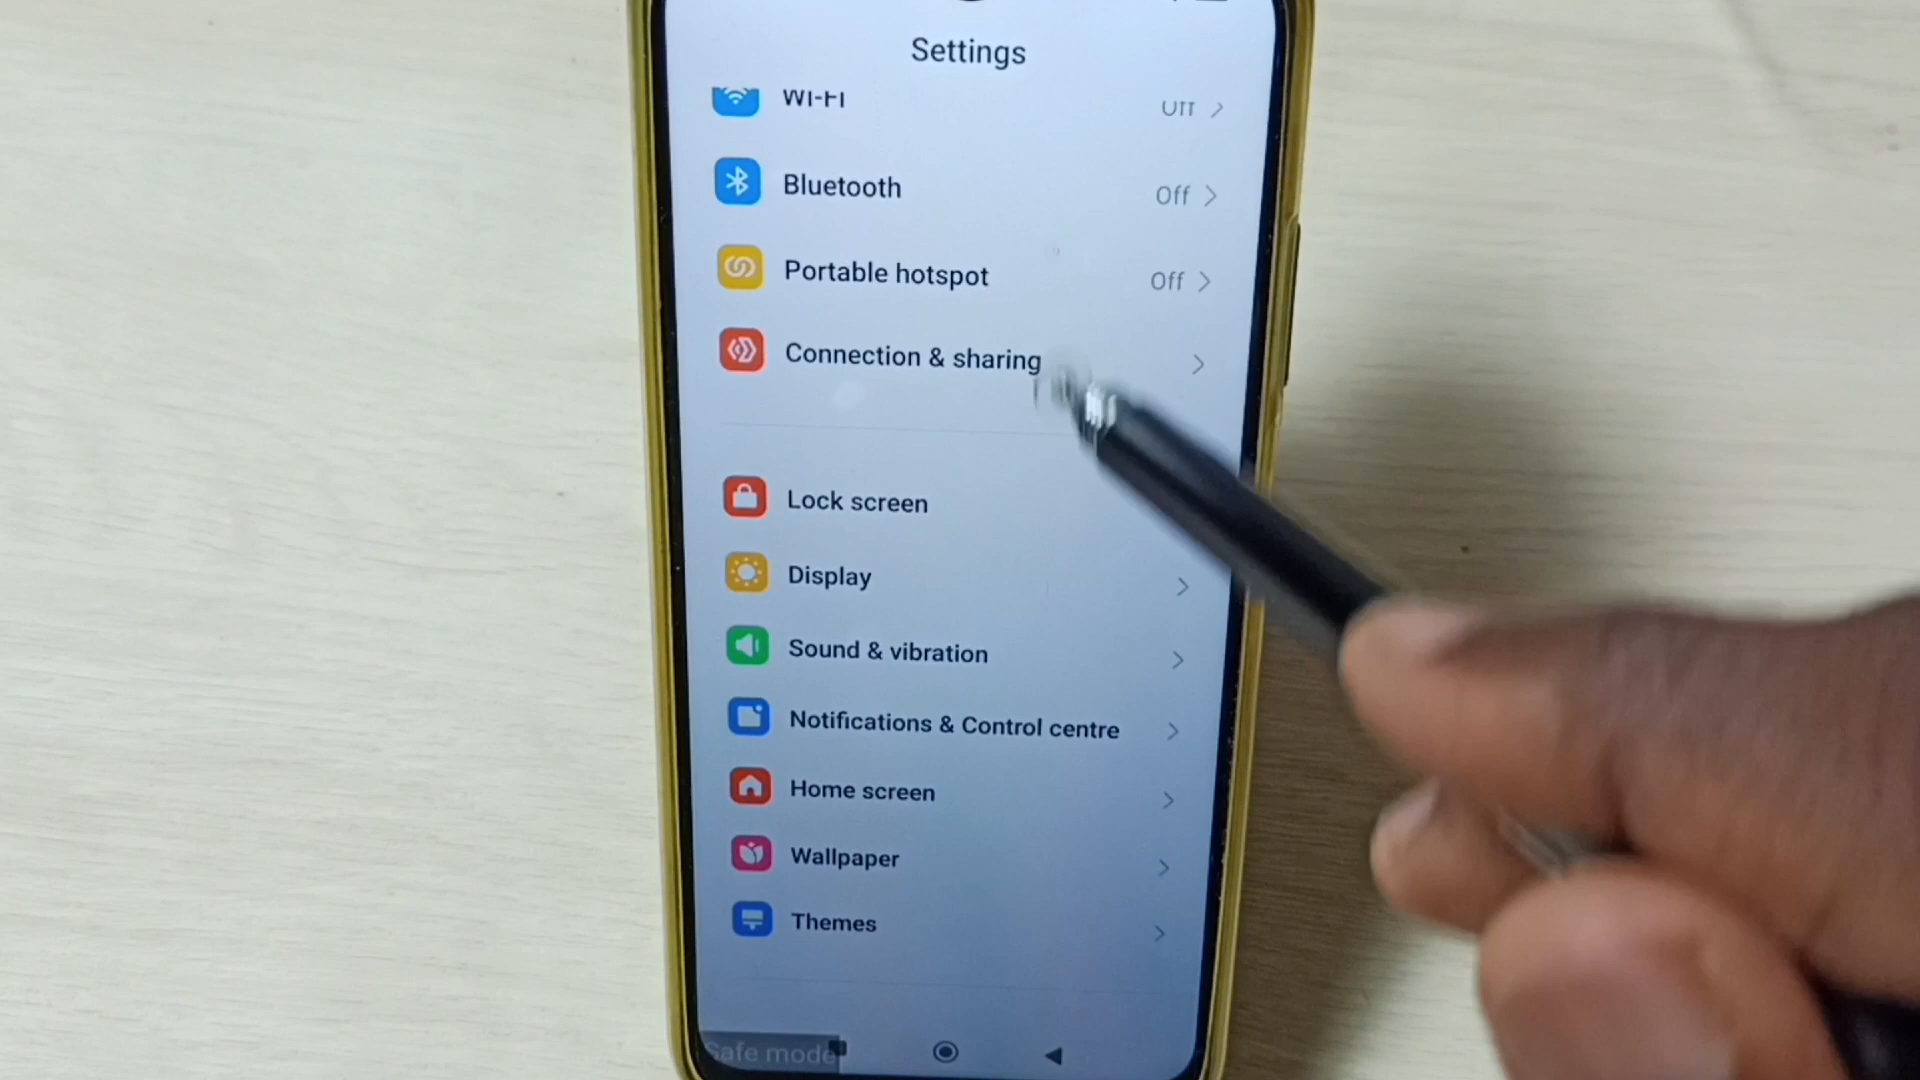 Settings
Wi-Fi Off
Bluetooth Off
Portable hotspot Off
Connection & sharing
Lock screen
Display
Sound & vibration
Notifications & Control centre
Home screen
Wallpaper
Themes
Safe mode